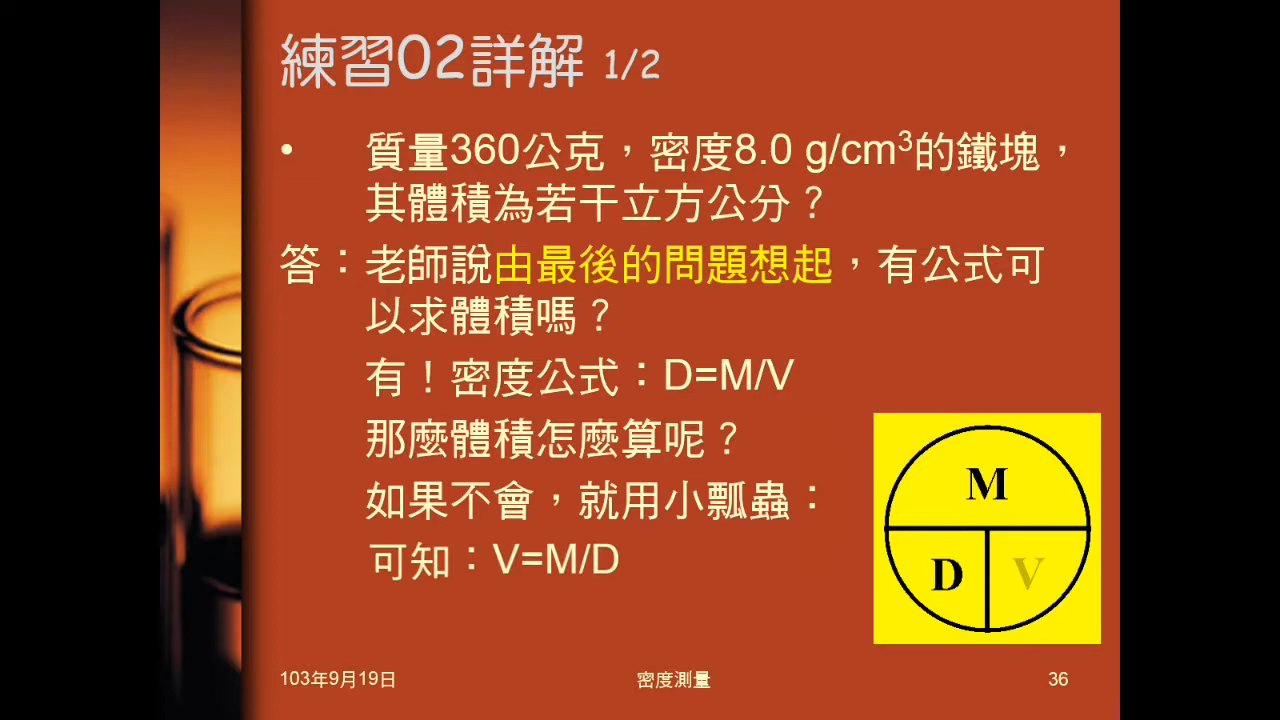 練習02詳解 1/2
• 質量360公克，密度8.0 g/cm³的鐵塊，
其體積為若干立方公分？
答：老師說由最後的問題想起，有公式可
以求體積嗎？
有！密度公式：D=M/V
那麼體積怎麼算呢？
如果不會，就用小瓢蟲：
可知：V=M/D
M
D V
103年9月19日 密度測量 36